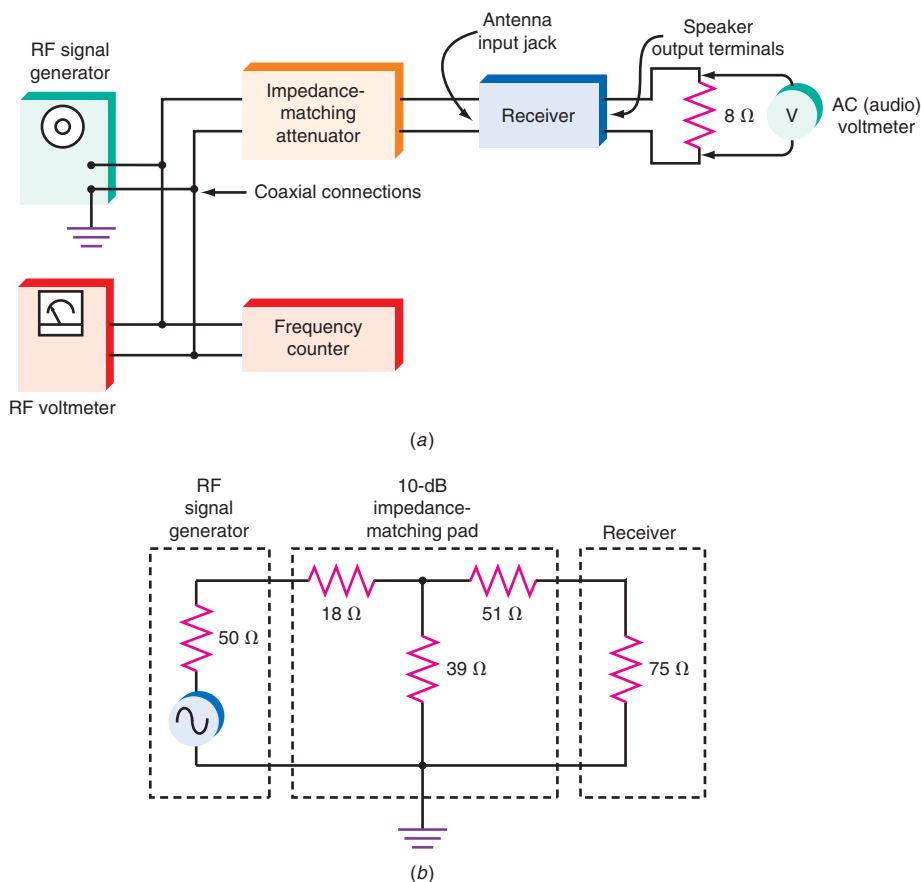 RF signal
generator
Impedance-
matching
attenuator
Antenna
input jack
Receiver
Speaker
output terminals
8 Ω
V
AC (audio)
voltmeter
Coaxial connections
Frequency
counter
RF voltmeter
(a)
RF
signal
generator
10-dB
impedance-
matching pad
Receiver
18 Ω
51 Ω
50 Ω
39 Ω
75 Ω
(b)